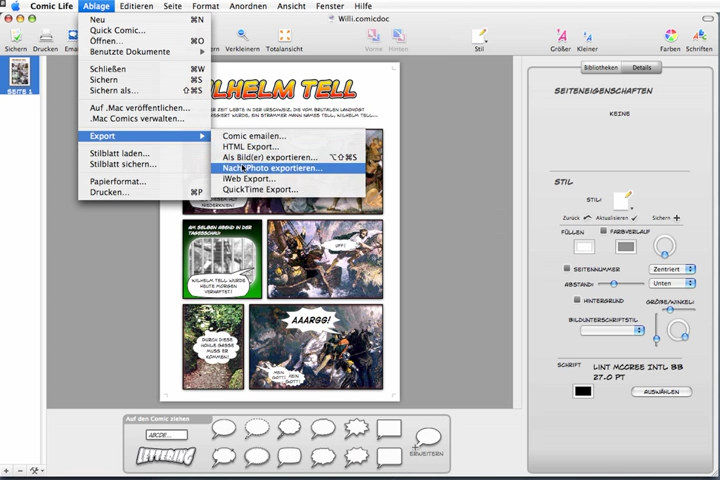 Comic Life Ablage Editieren Seite Format Anordnen Ansicht Fenster Hilfe
Willi.comicdoc
Sichern Drucken Verkleinern Totalansicht Vorne Hinten Stil Größer Kleiner Farben Schriften
Neu ⌘N
Quick Comic...
Öffnen... ⌘O
Benutzte Dokumente
Schließen ⌘W
Sichern ⌘S
Sichern als... ⇧⌘S
Auf .Mac veröffentlichen...
.Mac Comics verwalten...
Export
Stilblatt laden...
Stilblatt sichern...
Papierformat...
Drucken... ⌘P
Comic emailen...
HTML Export...
Als Bild(er) exportieren... ⌥⇧⌘S
Nach iPhoto exportieren...
iWeb Export...
QuickTime Export...
SEITE 1
WILHELM TELL
AM SELBEN ABEND IN DER
TAGESSCHAU:
WILHELM TELL WURDE
HEUTE MORGEN
VERHAFTET!
UFF!
DURCH DIESE
HOHLE GASSE
MUSS ER
KOMMEN!
AAARGG!
MEIN
GOTT!
MEIN
GOTT!
Bibliotheken Details
SEITENEIGENSCHAFTEN
KEINE
STIL
STIL:
Zurück Aktualisieren Sichern
FÜLLEN FARBVERLAUF
SEITENNUMMER Zentriert
ABSTAND: Unten
HINTERGRUND GRÖßE/WINKEL:
BILDUNTERSCHRIFTSTIL
SCHRIFT LINT MCCREE INTL BB
27.0 PT
AUSWÄHLEN
Auf den Comic ziehen
ABCDE...
LETTERING
ERWEITERN